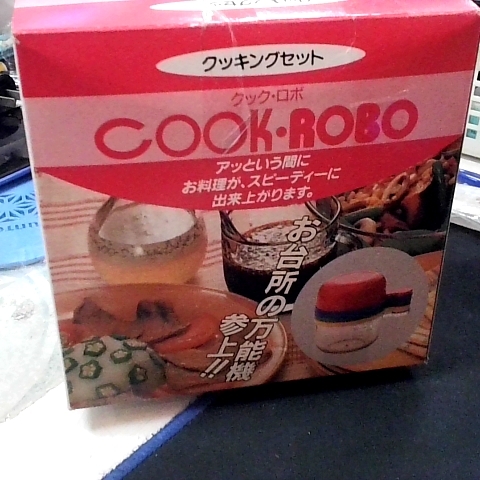 クッキングセット
クック・ロボ
COOK・ROBO
アッという間に
お料理が、スピーディーに
出来上がります。
お台所の万能機
参上!!